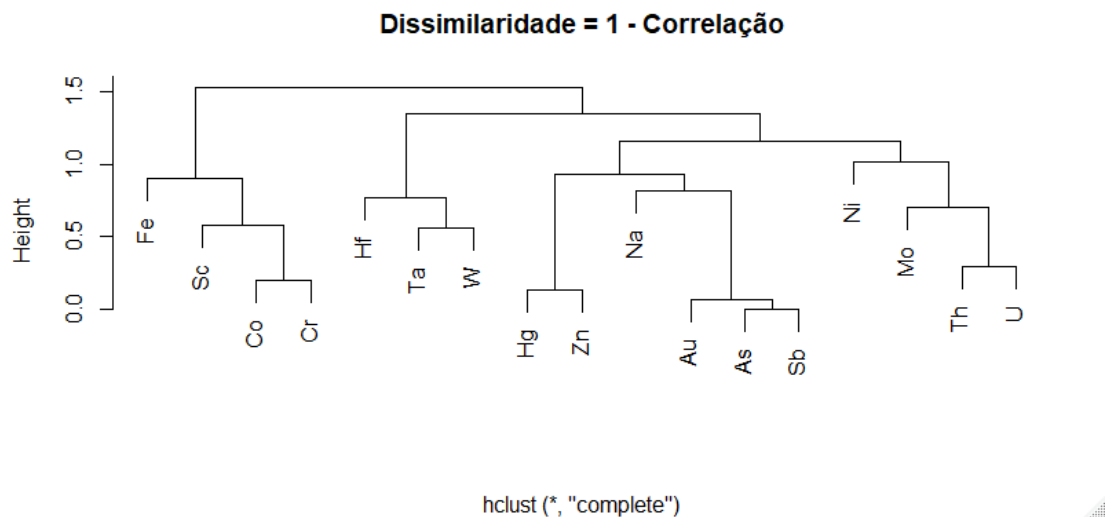 Dissimilaridade = 1 - Correlação
Height
1.5
1.0
0.5
0.0
Fe
Sc
Co
Cr
Hf
Ta
W
Hg
Zn
Na
Au
As
Sb
Ni
Mo
Th
U
hclust (*, "complete")